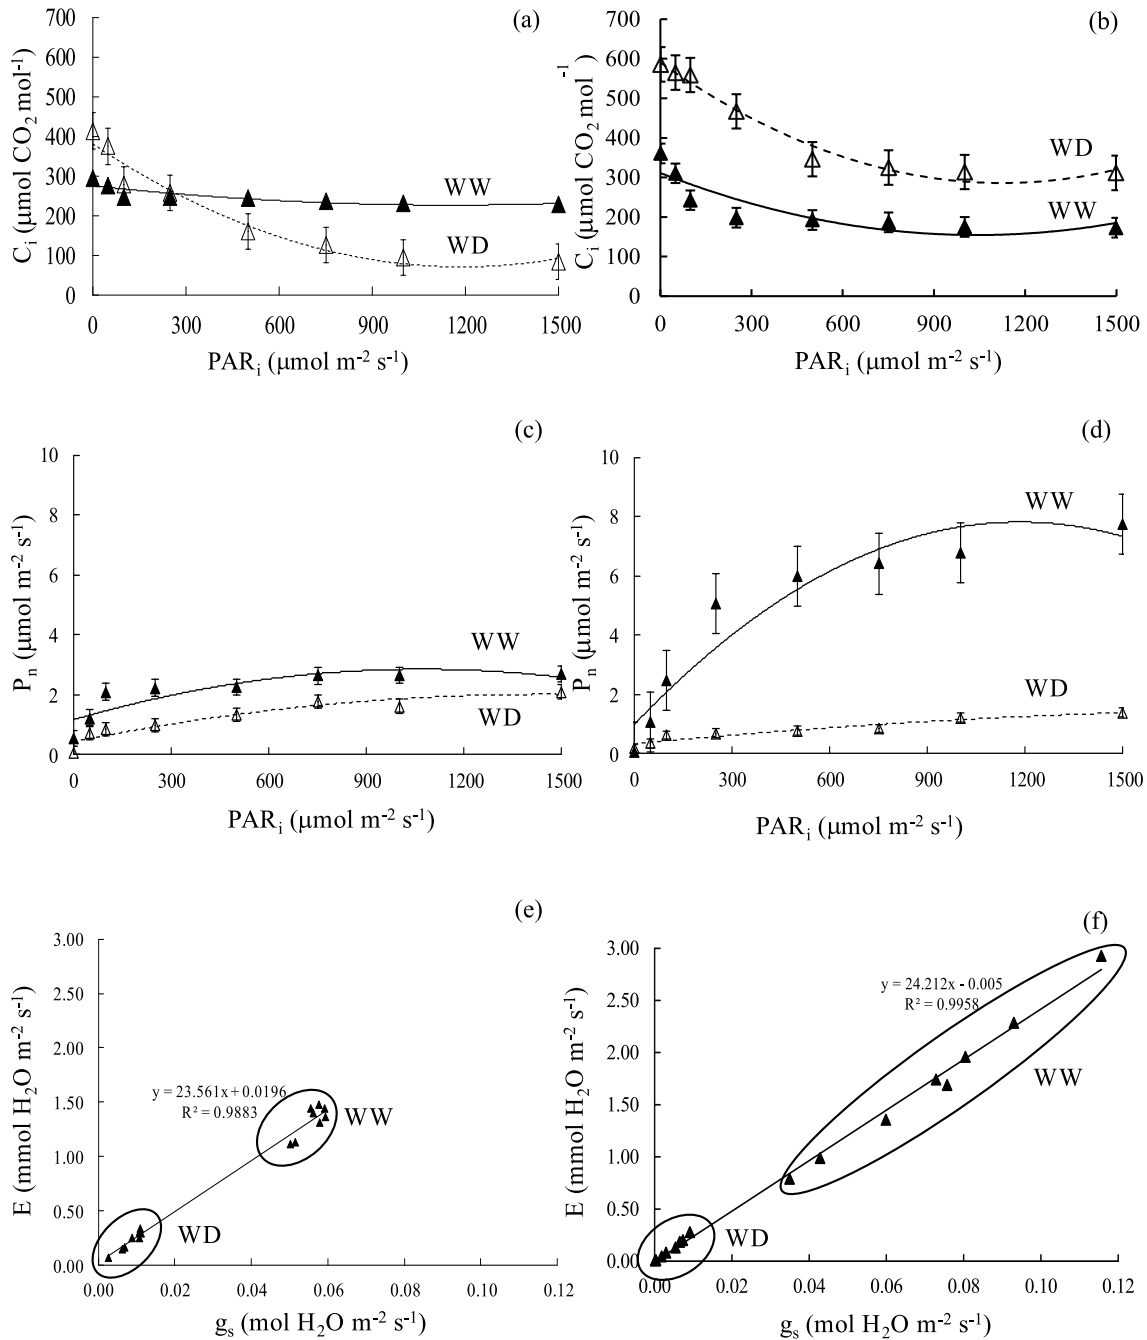 (a)
C_i (μmol CO_2 mol^-1)
700
600
500
400
300
200
100
0
WW
WD
0 300 600 900 1200 1500
PAR_i (μmol m^-2 s^-1)
(b)
C_i (μmol CO_2 mol^-1)
700
600
500
400
300
200
100
0
WD
WW
0 300 600 900 1200 1500
PAR_i (μmol m^-2 s^-1)
(c)
P_n (μmol m^-2 s^-1)
10
8
6
4
2
0
WW
WD
0 300 600 900 1200 1500
PAR_i (μmol m^-2 s^-1)
(d)
P_n (μmol m^-2 s^-1)
10
8
6
4
2
0
WW
WD
0 300 600 900 1200 1500
PAR_i (μmol m^-2 s^-1)
(e)
E (mmol H_2O m^-2 s^-1)
3.00
2.50
2.00
1.50
1.00
0.50
0.00
y = 23.561x + 0.0196
R² = 0.9883
WW
WD
0.00 0.02 0.04 0.06 0.08 0.10 0.12
g_s (mol H_2O m^-2 s^-1)
(f)
E (mmol H_2O m^-2 s^-1)
3.00
2.50
2.00
1.50
1.00
0.50
0.00
y = 24.212x - 0.005
R² = 0.9958
WW
WD
0.00 0.02 0.04 0.06 0.08 0.10 0.12
g_s (mol H_2O m^-2 s^-1)